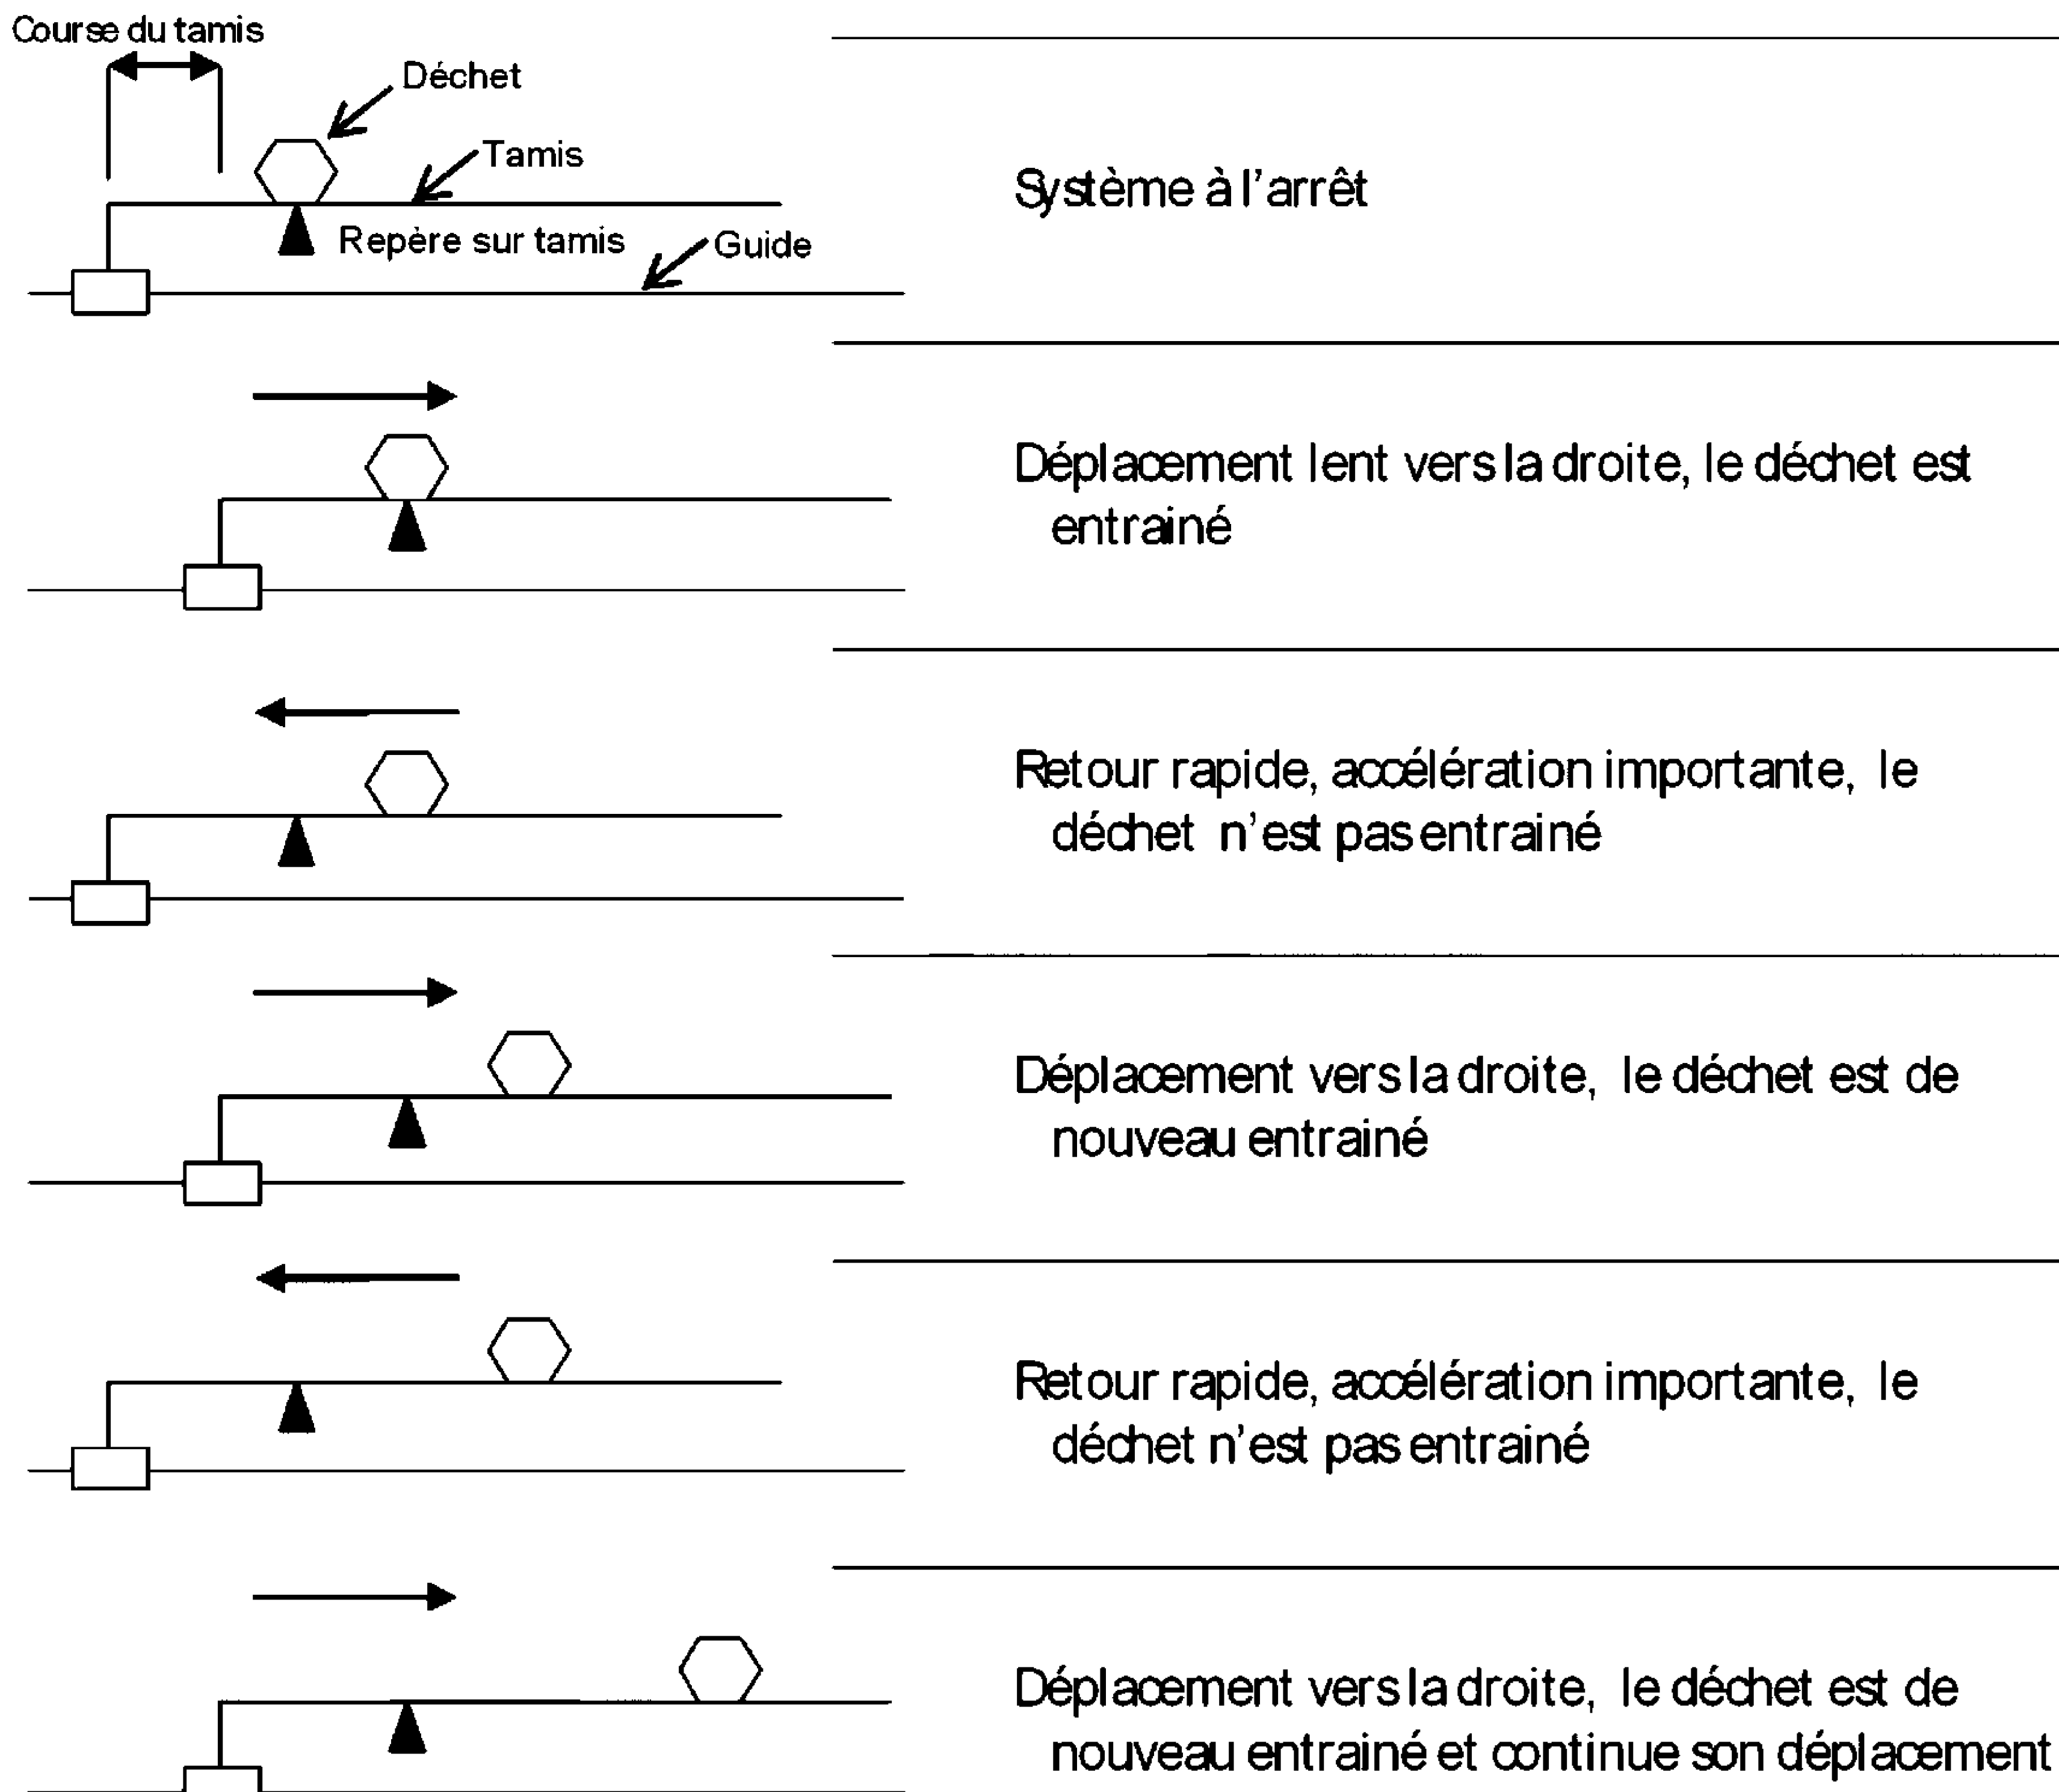 Course du tamis
Déchet
Tamis
Repère sur tamis
Guide
Système à l'arrêt
Déplacement lent vers la droite, le déchet est
entrainé
Retour rapide, accélération importante, le
déchet n'est pas entrainé
Déplacement vers la droite, le déchet est de
nouveau entrainé
Retour rapide, accélération importante, le
déchet n'est pas entrainé
Déplacement vers la droite, le déchet est de
nouveau entrainé et continue son déplacement